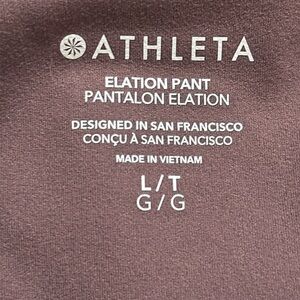 ATHLETA
ELATION PANT
PANTALON ELATION
DESIGNED IN SAN FRANCISCO
CONÇU À SAN FRANCISCO
MADE IN VIETNAM
L / T
G / G